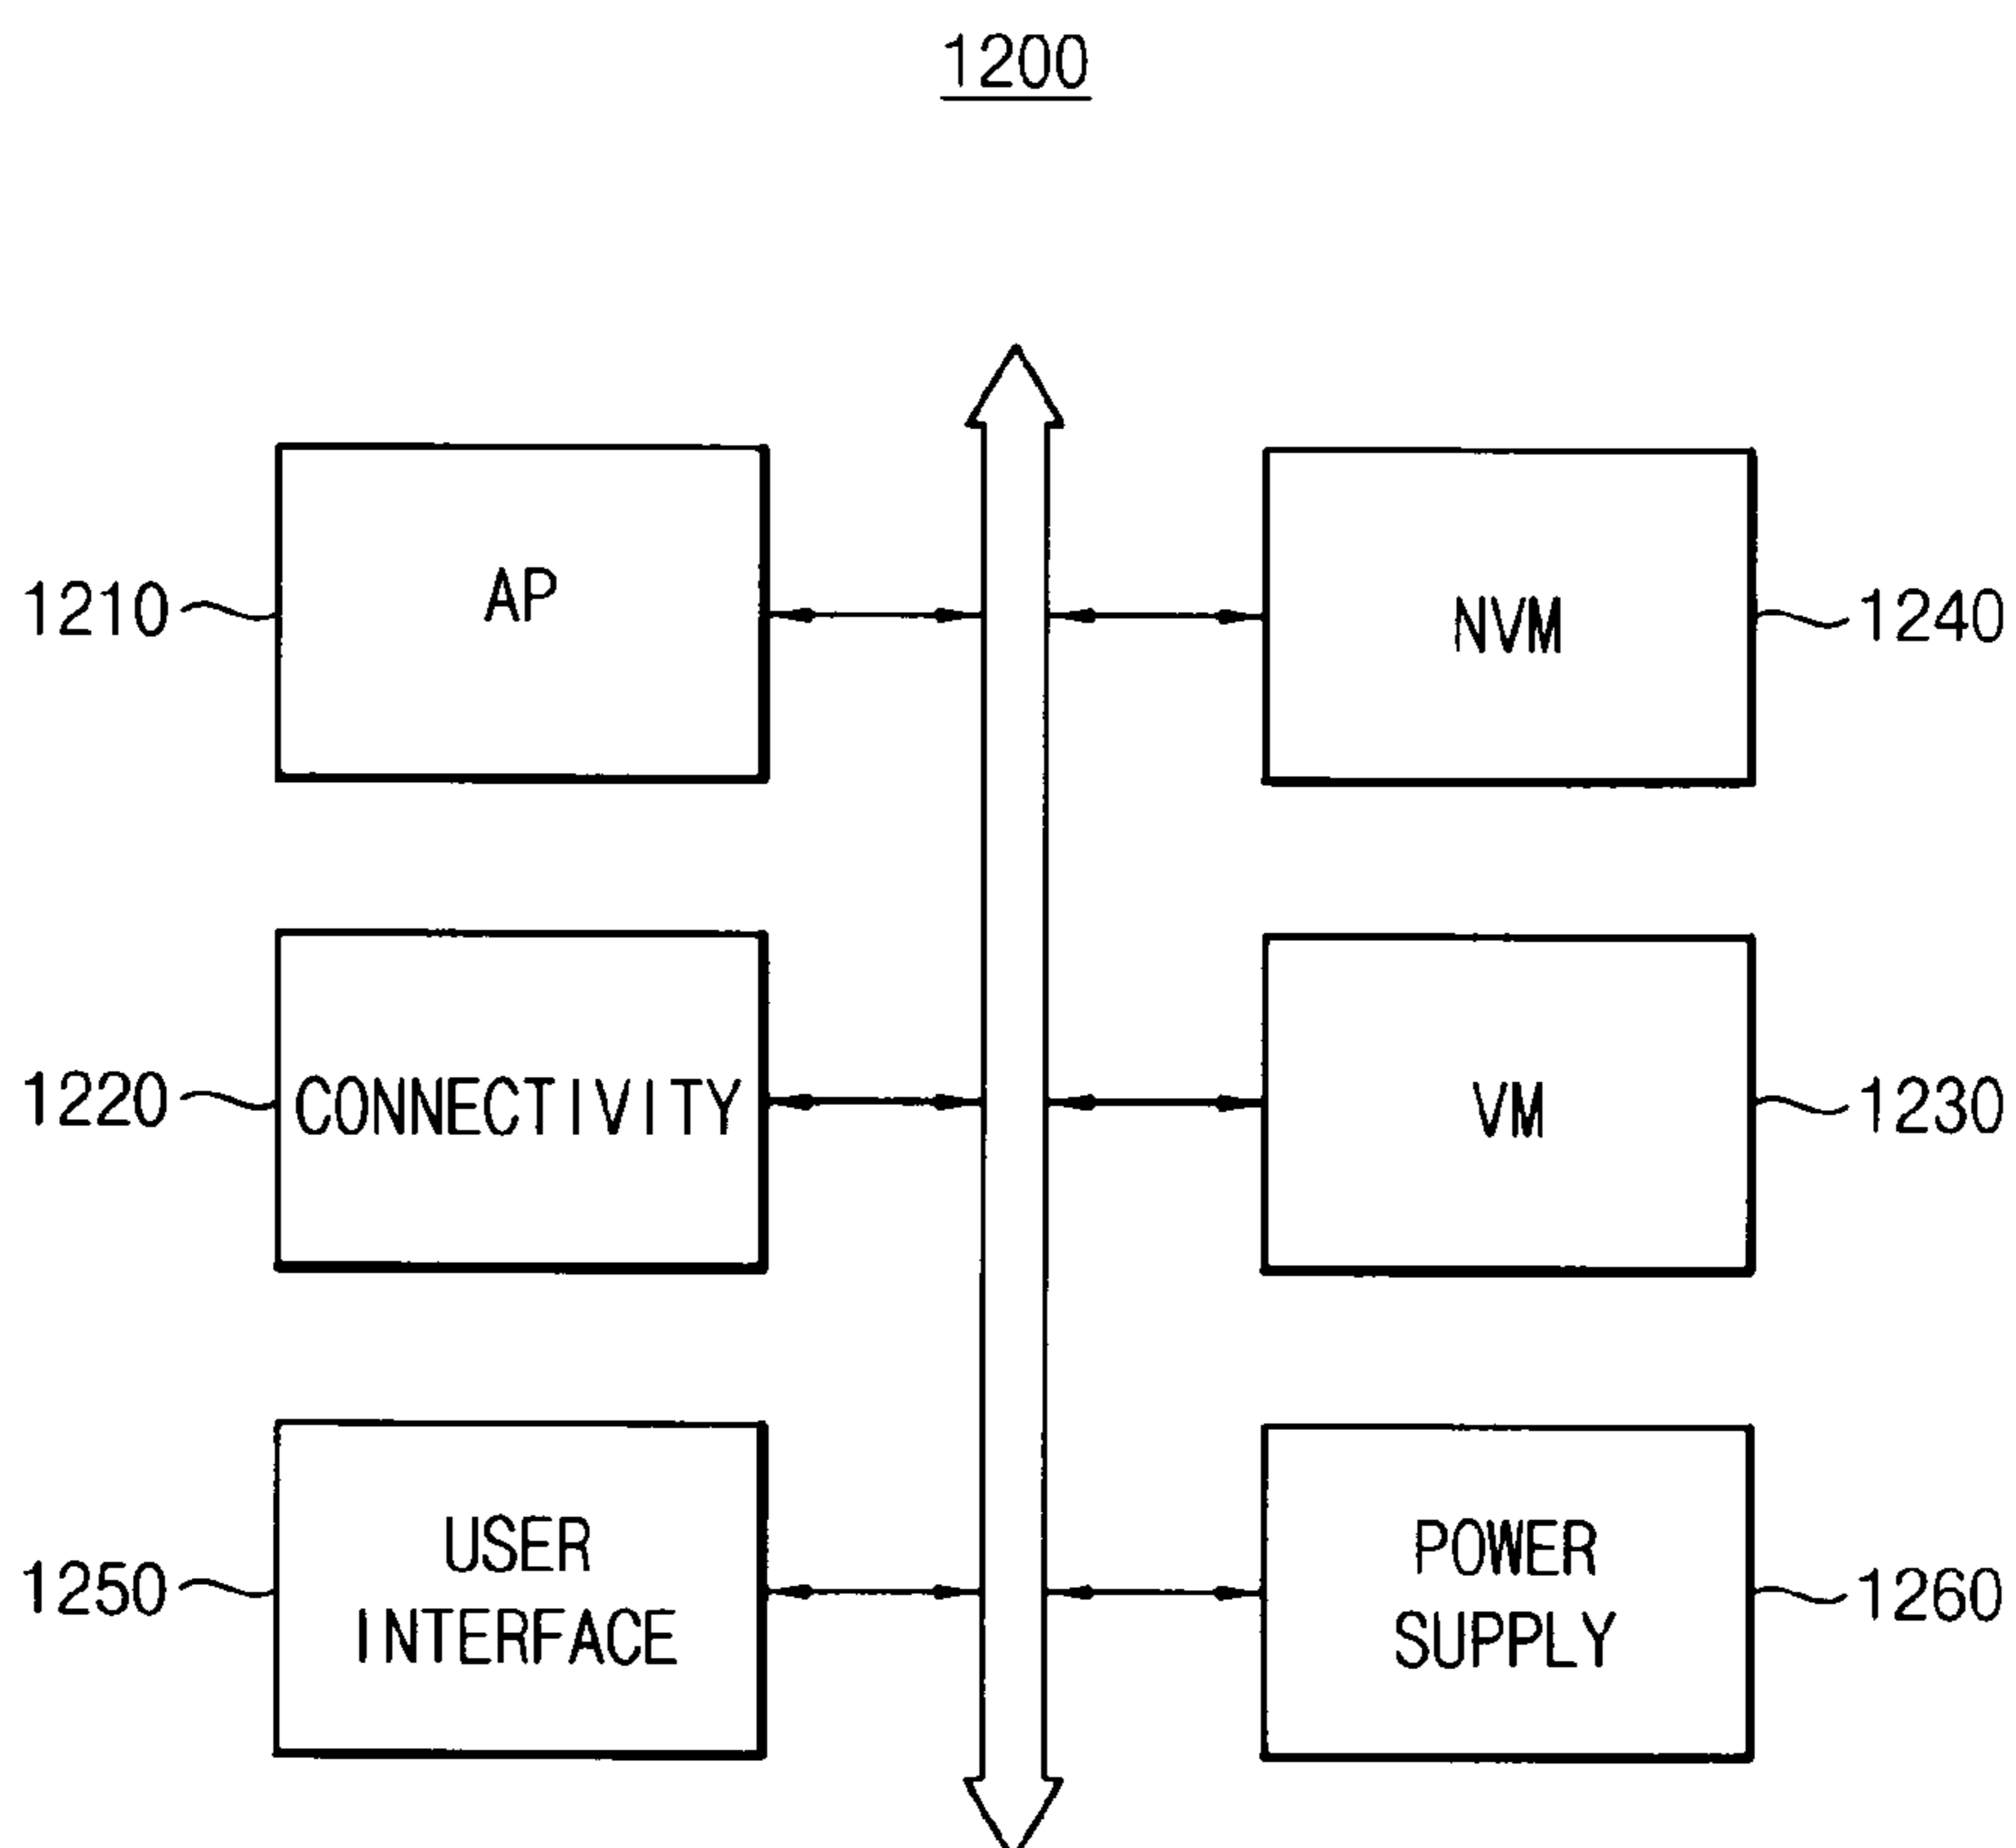 1200
AP
NVM
1210
1240
CONNECTIVITY
VM
1220
1230
USER
INTERFACE
POWER
SUPPLY
1250
1260